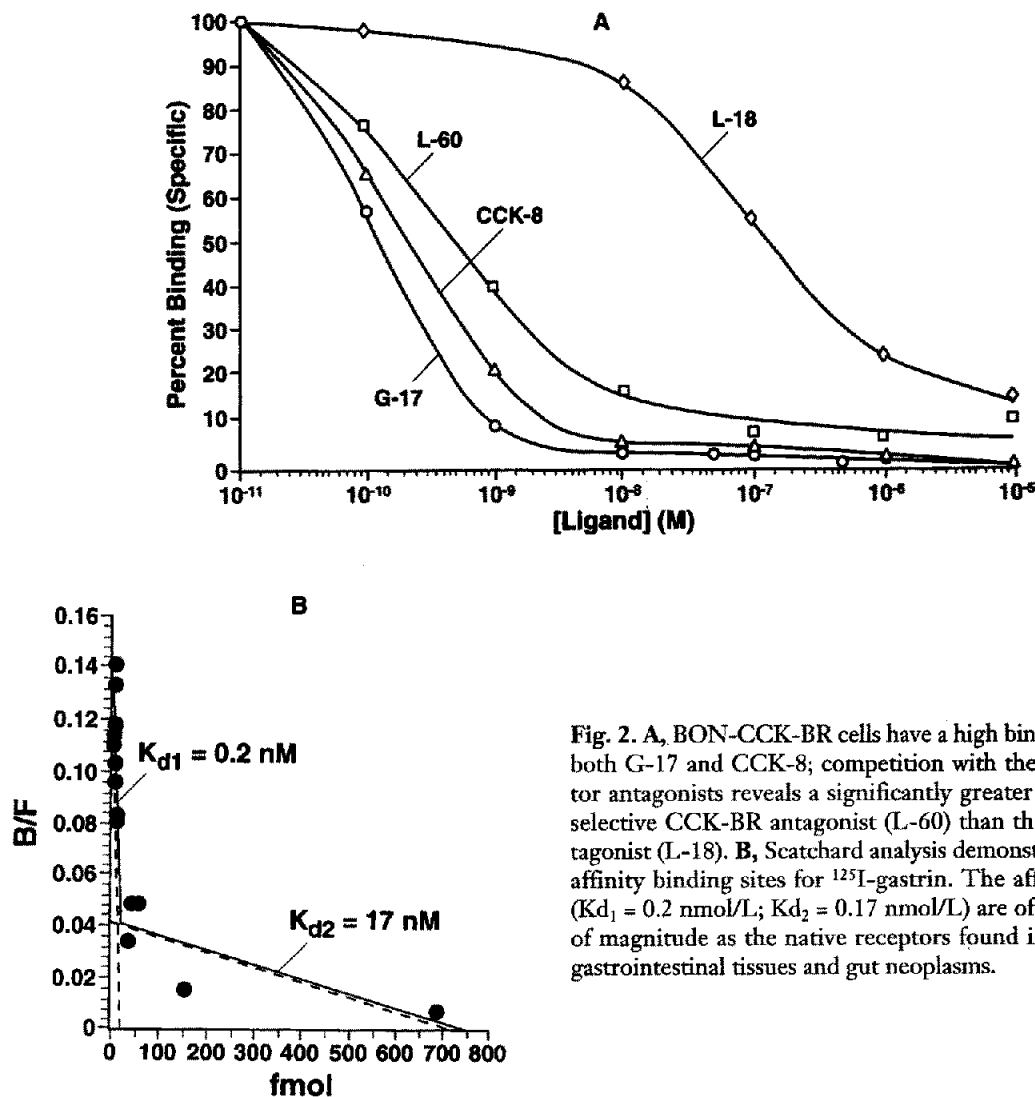 A
100
90
80
70
60
50
40
30
20
10
0
Percent Binding (Specific)
L-60
CCK-8
G-17
L-18
10-11
10-10
10-9
10-8
10-7
10-6
10-5
[Ligand] (M)
B
0.16
0.14
0.12
0.10
0.08
0.06
0.04
0.02
0
B/F
Kd1 = 0.2 nM
Kd2 = 17 nM
0 100 200 300 400 500 600 700 800
fmol
Fig. 2. A, BON-CCK-BR cells have a high bin
both G-17 and CCK-8; competition with the
tor antagonists reveals a significantly greater
selective CCK-BR antagonist (L-60) than th
tagonist (L-18). B, Scatchard analysis demonst
affinity binding sites for 125I-gastrin. The aff
(Kd1 = 0.2 nmol/L; Kd2 = 0.17 nmol/L) are of
of magnitude as the native receptors found i
gastrointestinal tissues and gut neoplasms.